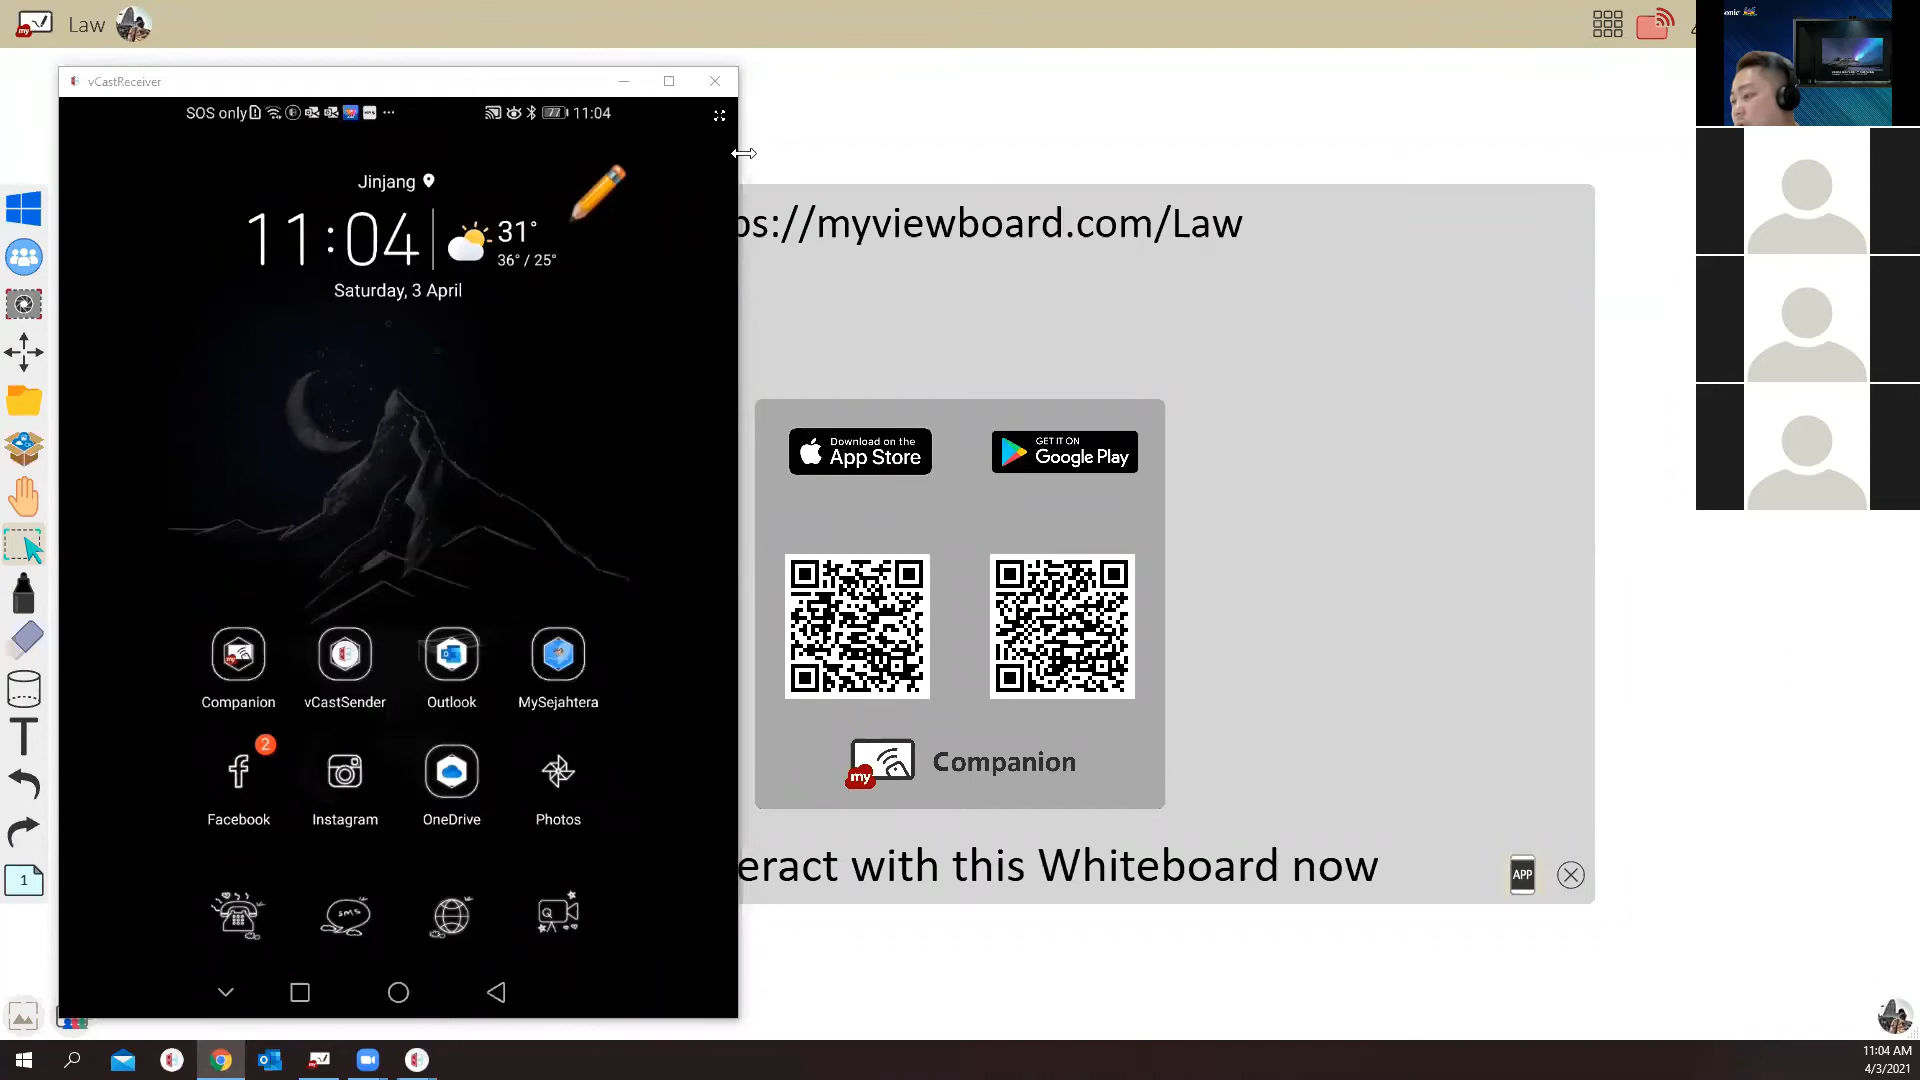 Law
vCastReceiver
SOS only
77
11:04
Jinjang
11:04
31°
36° / 25°
Saturday, 3 April
Companion
vCastSender
Outlook
MySejahtera
2
Facebook
Instagram
OneDrive
Photos
SMS
ps://myviewboard.com/Law
Download on the
App Store
GET IT ON
Google Play
my
Companion
eract with this Whiteboard now
APP
T
1
11:04 AM
4/3/2021